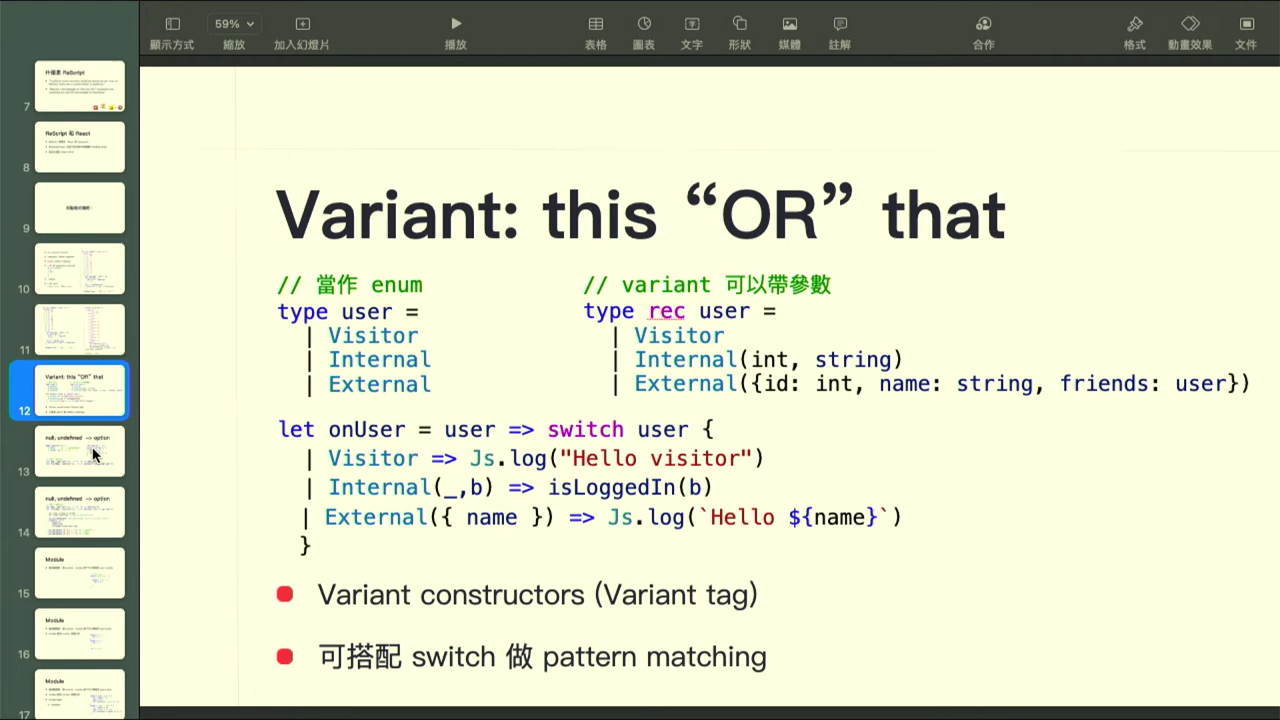 59%
顯示方式
縮放
加入幻燈片
播放
表格
圖表
文字
形狀
媒體
註解
合作
格式
動畫效果
文件
什麼是 ReScript
7
ReScript 和 React
8
9
10
11
Variant: this “OR” that
12
null, undefined -> option
13
null, undefined -> option
14
Module
15
Module
16
Module
17
Variant: this “OR” that
// 當作 enum
type user =
| Visitor
| Internal
| External
// variant 可以帶參數
type rec user =
| Visitor
| Internal(int, string)
| External({id: int, name: string, friends: user})
let onUser = user => switch user {
| Visitor => Js.log("Hello visitor")
| Internal(_,b) => isLoggedIn(b)
| External({ name }) => Js.log(`Hello ${name}`)
}
Variant constructors (Variant tag)
可搭配 switch 做 pattern matching